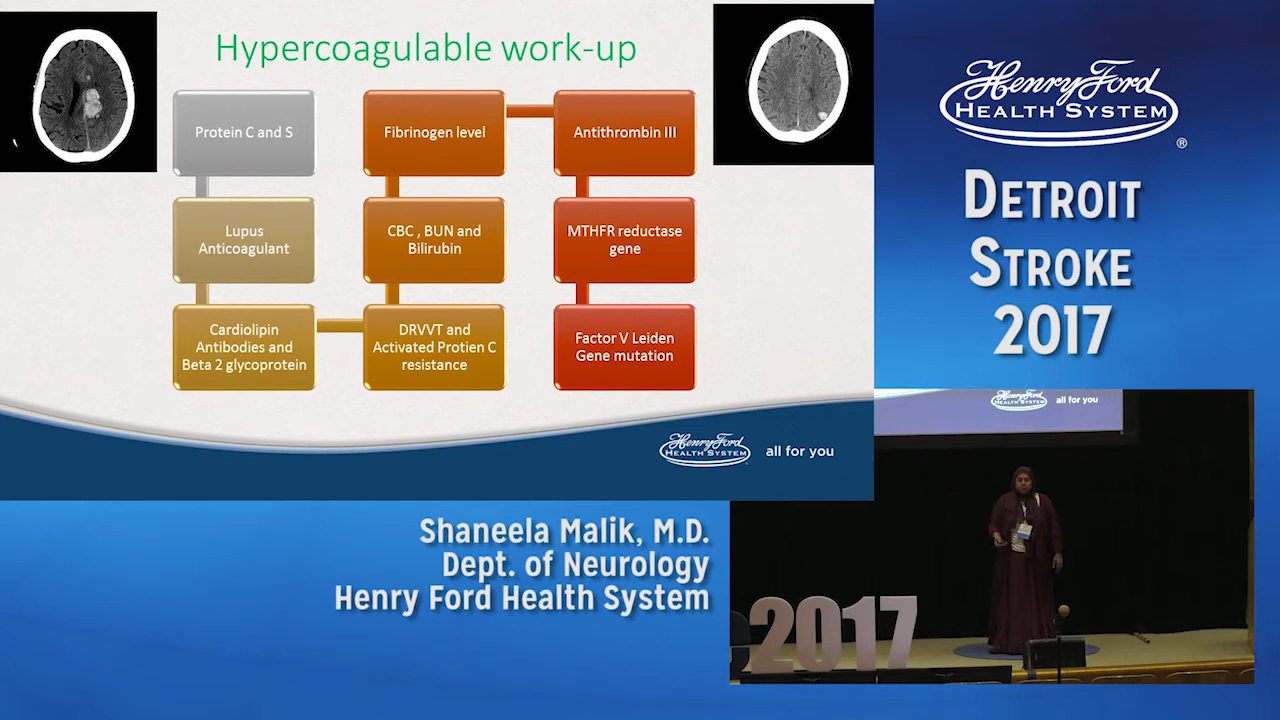 Hypercoagulable work-up
Protein C and S
Fibrinogen level
Antithrombin III
Lupus
Anticoagulant
CBC , BUN and
Bilirubin
MTHFR reductase
gene
Cardiolipin
Antibodies and
Beta 2 glycoprotein
DRVVT and
Activated Protien C
resistance
Factor V Leiden
Gene mutation
Henry Ford
HEALTH SYSTEM
all for you
Henry Ford
HEALTH SYSTEM
®
DETROIT
STROKE
2017
Henry Ford
HEALTH SYSTEM
all for you
2017
Shaneela Malik, M.D.
Dept. of Neurology
Henry Ford Health System